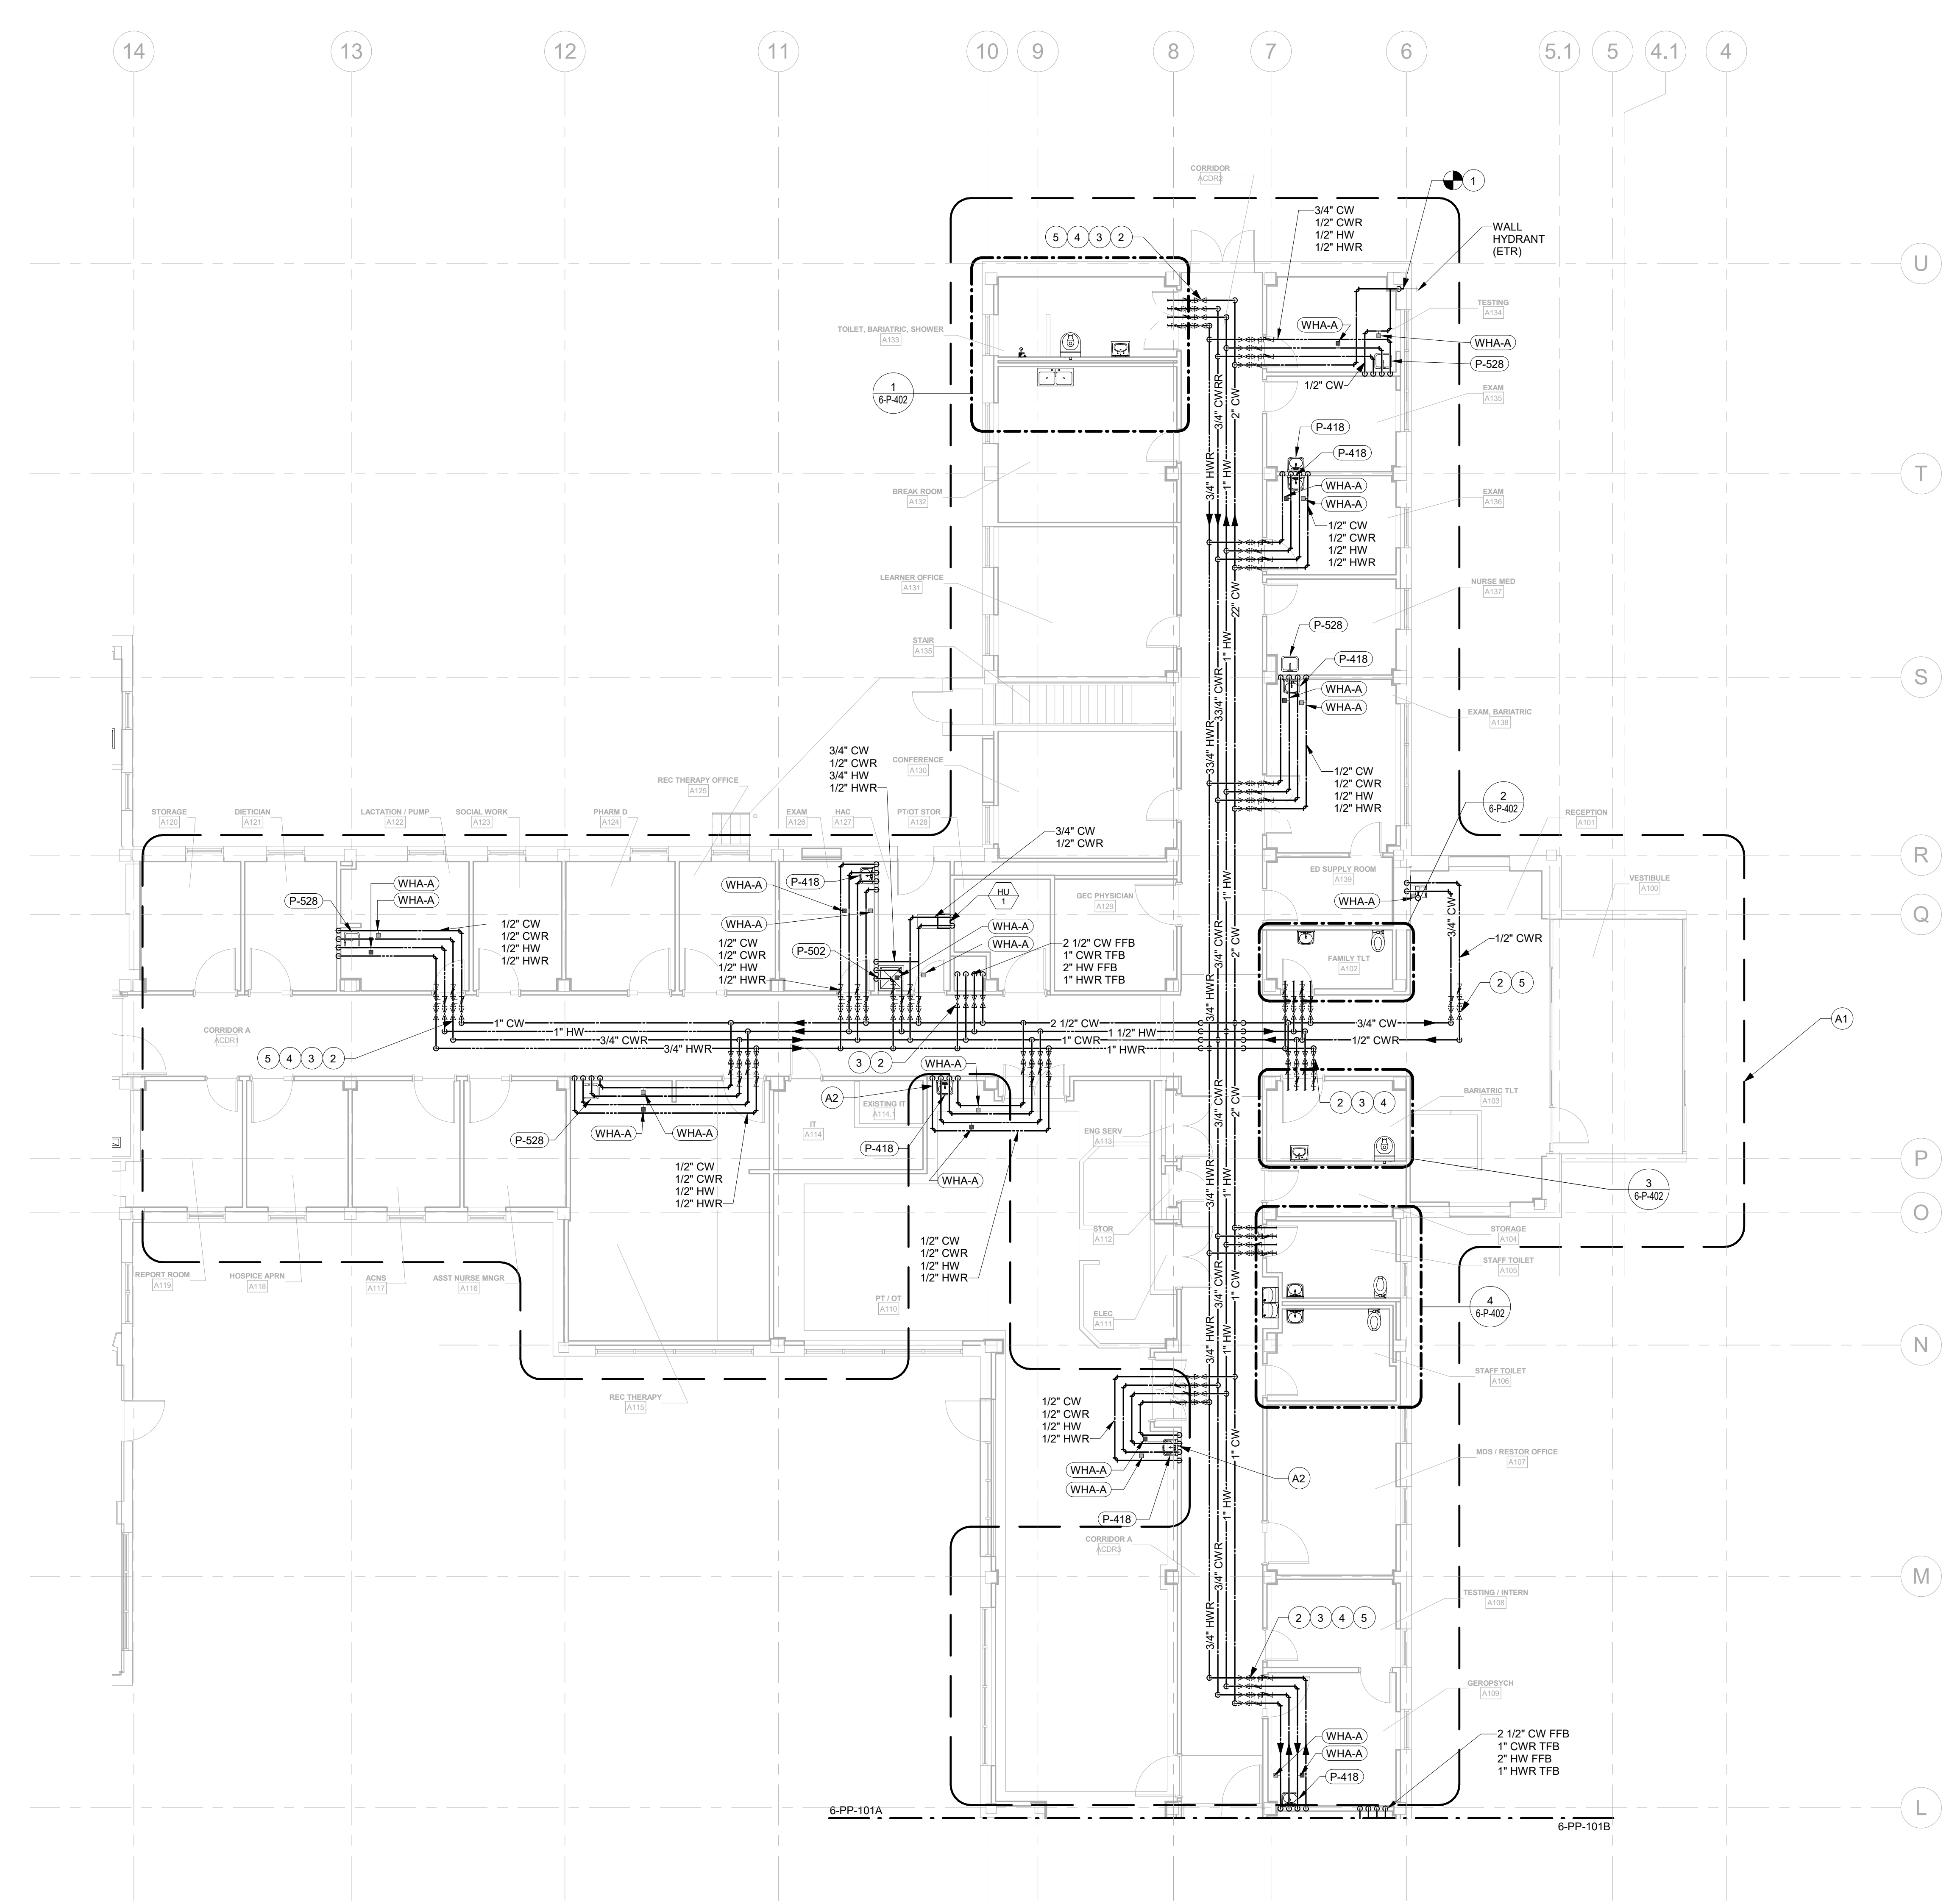 14
13
12
11
10
9
8
7
6
5.1
5
4.1
4
U
T
S
R
Q
P
O
N
M
L
CORRIDOR
ACDR2
1
3/4" CW
1/2" CWR
1/2" HW
1/2" HWR
WALL
HYDRANT
(ETR)
5
4
3
2
TESTING
A134
TOILET, BARIATRIC, SHOWER
A133
WHA-A
WHA-A
P-528
1/2" CW
1
6-P-402
EXAM
A135
3/4" HWR
3/4" CWR
1" HW
2" CW
P-418
P-418
BREAK ROOM
A132
WHA-A
WHA-A
EXAM
A136
1/2" CW
1/2" CWR
1/2" HW
1/2" HWR
LEARNER OFFICE
A131
NURSE MED
A137
P-528
P-418
STAIR
A135
WHA-A
WHA-A
EXAM, BARIATRIC
A138
1" HW
3/4" CW
1/2" CWR
3/4" HW
1/2" HWR
CONFERENCE
A130
REC THERAPY OFFICE
A125
1/2" CW
1/2" CWR
1/2" HW
1/2" HWR
2
6-P-402
STORAGE
A120
DIETICIAN
A121
LACTATION / PUMP
A122
SOCIAL WORK
A123
PHARM D
A124
EXAM
A126
HAC
A127
PT/OT STOR
A128
RECEPTION
A101
3/4" CW
1/2" CWR
ED SUPPLY ROOM
A139
VESTIBULE
A100
WHA-A
WHA-A
P-528
WHA-A
P-418
WHA-A
HU
1
GEC PHYSICIAN
A129
WHA-A
3/4" CW
1/2" CWR
1/2" CW
1/2" CWR
1/2" HW
1/2" HWR
1/2" CW
1/2" CWR
1/2" HW
1/2" HWR
P-502
WHA-A
WHA-A
2 1/2" CW FFB
1" CWR TFB
2" HW FFB
1" HWR TFB
FAMILY TLT
A102
2
5
3/4" HWR
3/4" CWR
1" HW
2" CW
CORRIDOR A
ACDR1
1" CW
1" HW
3/4" CWR
3/4" HWR
2 1/2" CW
1 1/2" HW
1" CWR
1" HWR
3/4" CW
1/2" CWR
A1
5
4
3
2
3
2
WHA-A
A2
EXISTING IT
A114.1
IT
A114
P-528
WHA-A
WHA-A
P-418
WHA-A
ENG SERV
A113
2
3
4
BARIATRIC TLT
A103
3/4" CWR
2" CW
3/4" HWR
1" HW
1/2" CW
1/2" CWR
1/2" HW
1/2" HWR
3
6-P-402
STOR
A112
STORAGE
A104
1/2" CW
1/2" CWR
1/2" HW
1/2" HWR
STAFF TOILET
A105
REPORT ROOM
A119
HOSPICE APRN
A118
ACNS
A117
ASST NURSE MNGR
A116
PT / OT
A110
ELEC
A111
3/4" CWR
1" CW
4
6-P-402
3/4" HWR
1" HW
REC THERAPY
A115
STAFF TOILET
A106
1/2" CW
1/2" CWR
1/2" HW
1/2" HWR
1" CW
WHA-A
WHA-A
P-418
A2
MDS / RESTOR OFFICE
A107
1" HW
CORRIDOR A
ACDR3
3/4" CWR
3/4" HWR
TESTING / INTERN
A108
2
3
4
5
GEROPSYCH
A109
WHA-A
WHA-A
P-418
2 1/2" CW FFB
1" CWR TFB
2" HW FFB
1" HWR TFB
6-PP-101A
6-PP-101B